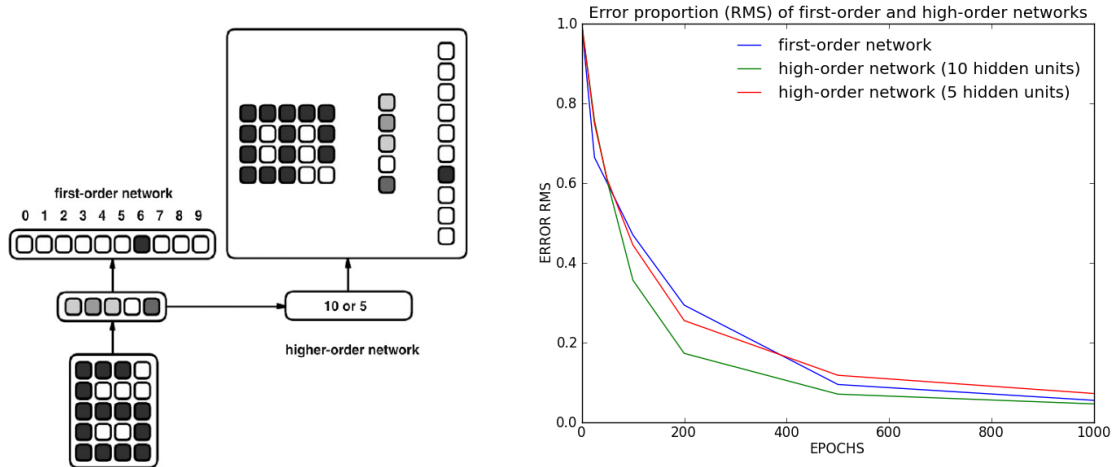 first-order network
0 1 2 3 4 5 6 7 8 9
10 or 5
higher-order network
Error proportion (RMS) of first-order and high-order networks
first-order network
high-order network (10 hidden units)
high-order network (5 hidden units)
ERROR RMS
1.0
0.8
0.6
0.4
0.2
0.0
0 200 400 600 800 1000
EPOCHS